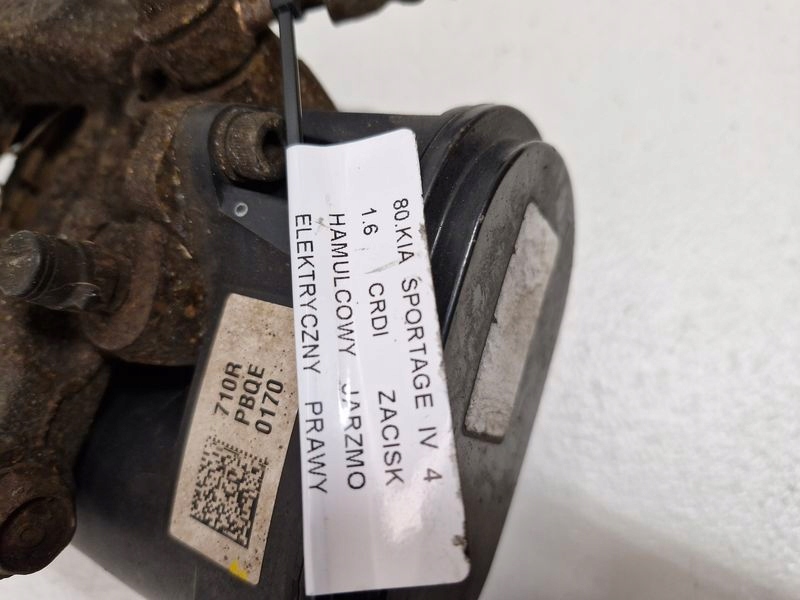 80.KIA SPORTAGE IV 4
1.6 CRDI ZACISK
HAMULCOWY JARZMO
ELEKTRYCZNY PRAWY
710R
PBQE
0170